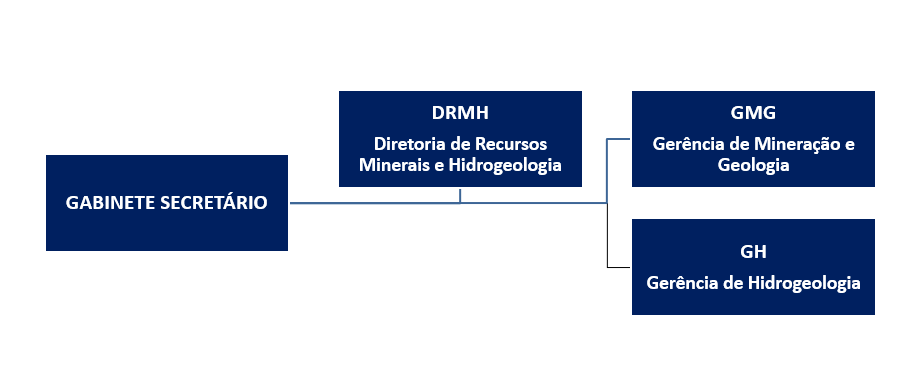 GABINETE SECRETÁRIO
DRMH
Diretoria de Recursos
Minerais e Hidrogeologia
GMG
Gerência de Mineração e
Geologia
GH
Gerência de Hidrogeologia